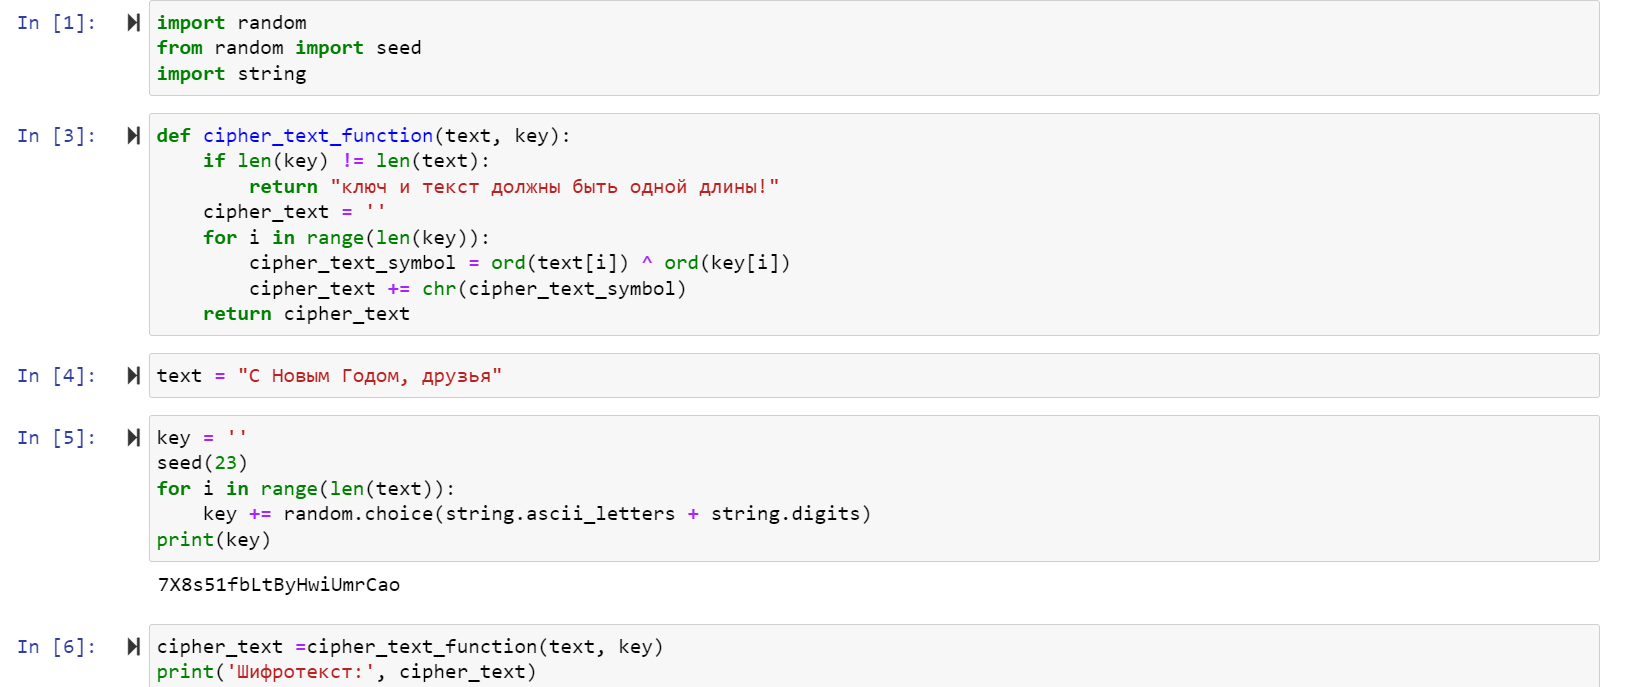 In [1]: import random
from random import seed
import string
In [3]: def cipher_text_function(text, key):
    if len(key) != len(text):
        return "ключ и текст должны быть одной длины!"
    cipher_text = ''
    for i in range(len(key)):
        cipher_text_symbol = ord(text[i]) ^ ord(key[i])
        cipher_text += chr(cipher_text_symbol)
    return cipher_text
In [4]: text = "С Новым Годом, друзья"
In [5]: key = ''
seed(23)
for i in range(len(text)):
    key += random.choice(string.ascii_letters + string.digits)
print(key)
7X8s51fbLtByHwiUmrCao
In [6]: cipher_text =cipher_text_function(text, key)
print('Шифротекст:', cipher_text)